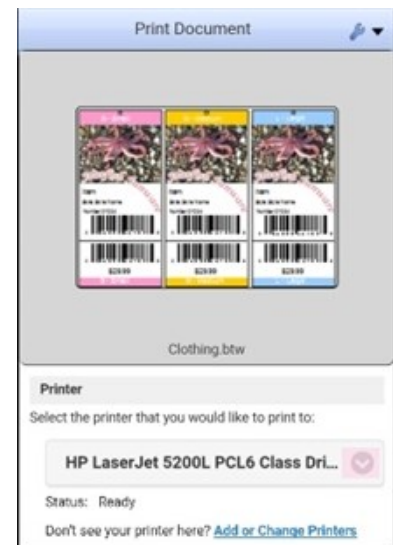 Print Document
$29.99 $29.99 $29.99
Clothing.btw
Printer
Select the printer that you would like to print to:
HP LaserJet 5200L PCL6 Class Dri...
Status: Ready
Don't see your printer here? Add or Change Printers